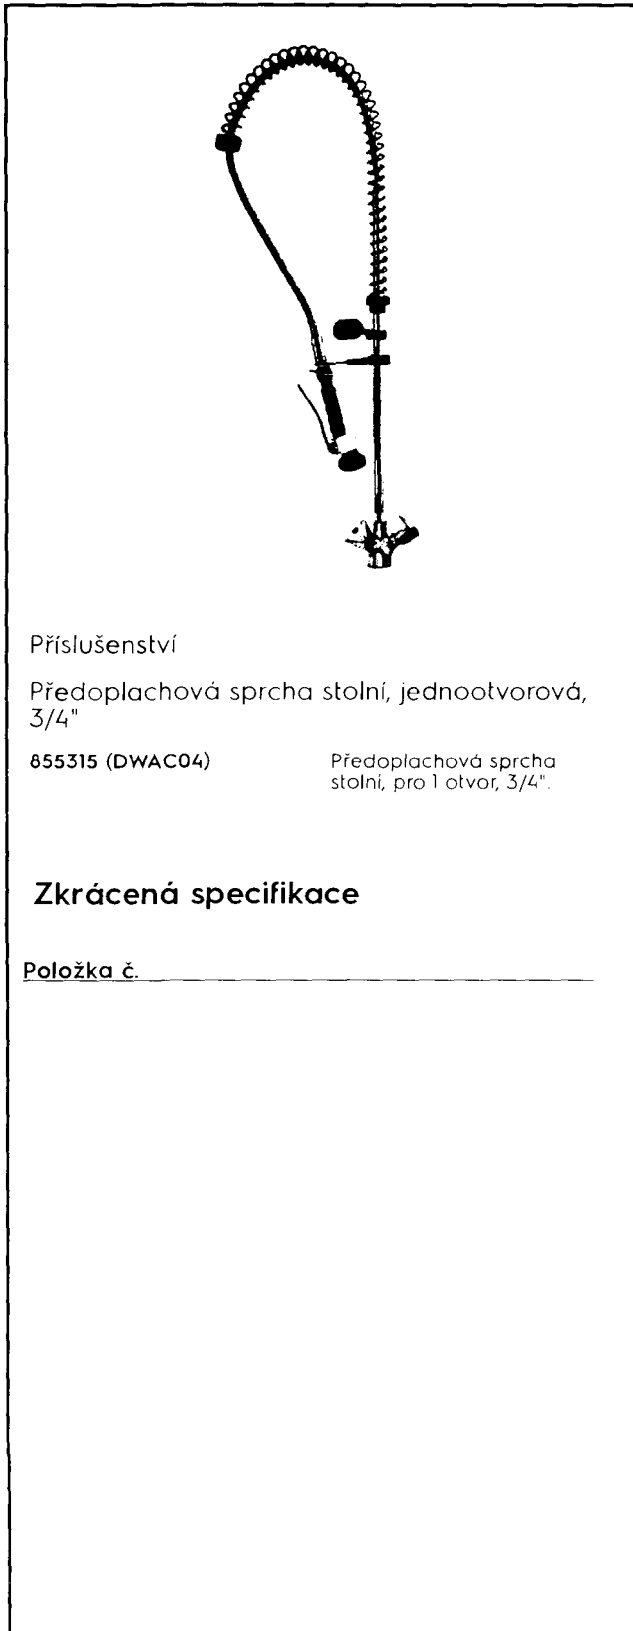 Příslušenství
Předoplachová sprcha stolní, jednootvorová,
3/4"
855315 (DWAC04)
Předoplachová sprcha
stolní, pro 1 otvor, 3/4".
Zkrácená specifikace
Položka č.